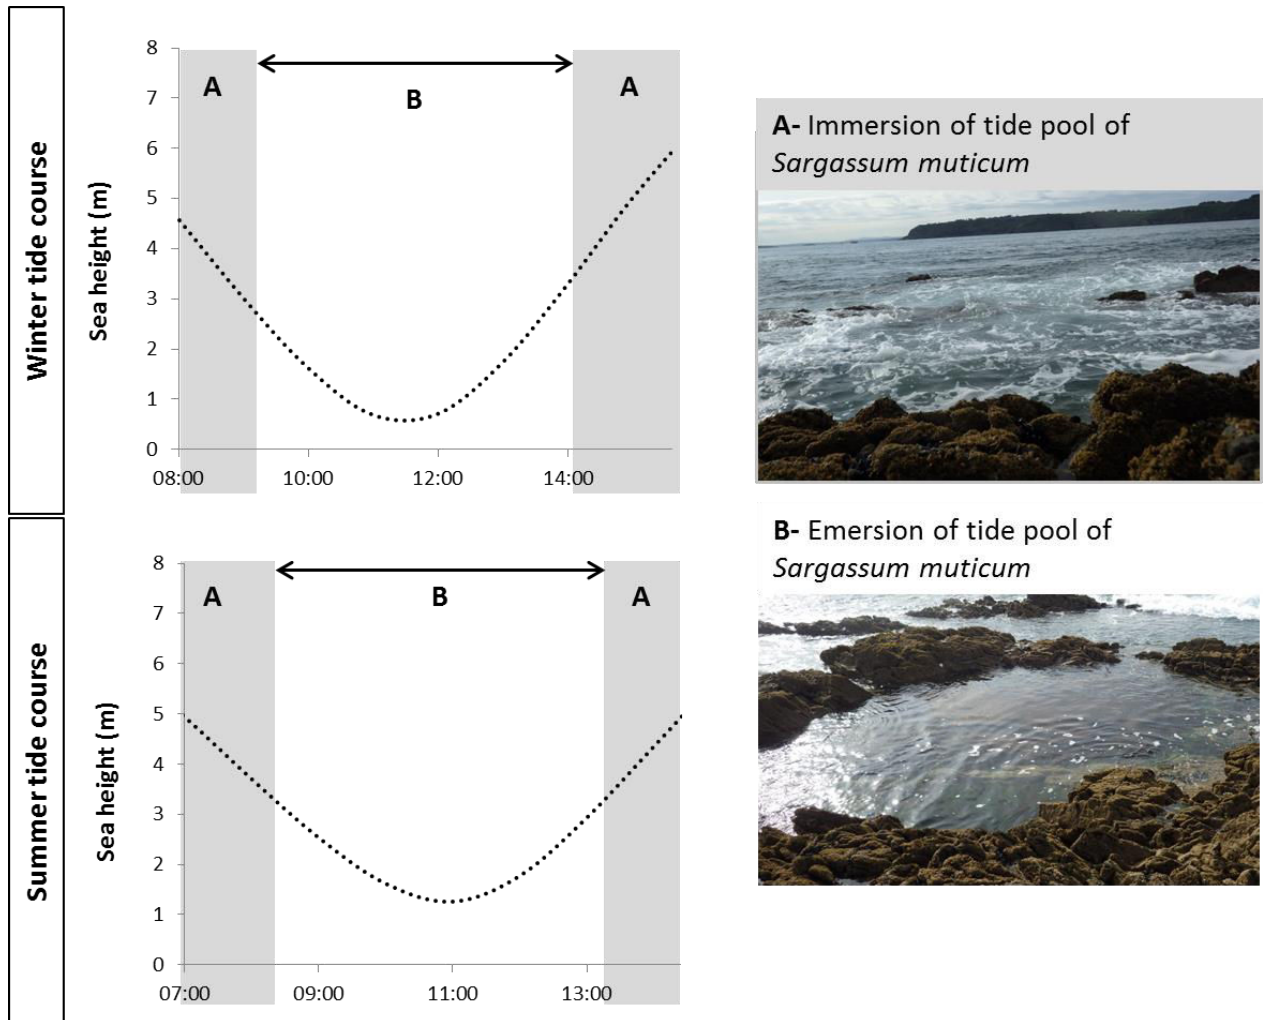 Winter tide course
Sea height (m)
8
7
6
5
4
3
2
1
0
A
B
A
08:00
10:00
12:00
14:00
A- Immersion of tide pool of
Sargassum muticum
Summer tide course
Sea height (m)
8
7
6
5
4
3
2
1
0
A
B
A
07:00
09:00
11:00
13:00
B- Emersion of tide pool of
Sargassum muticum